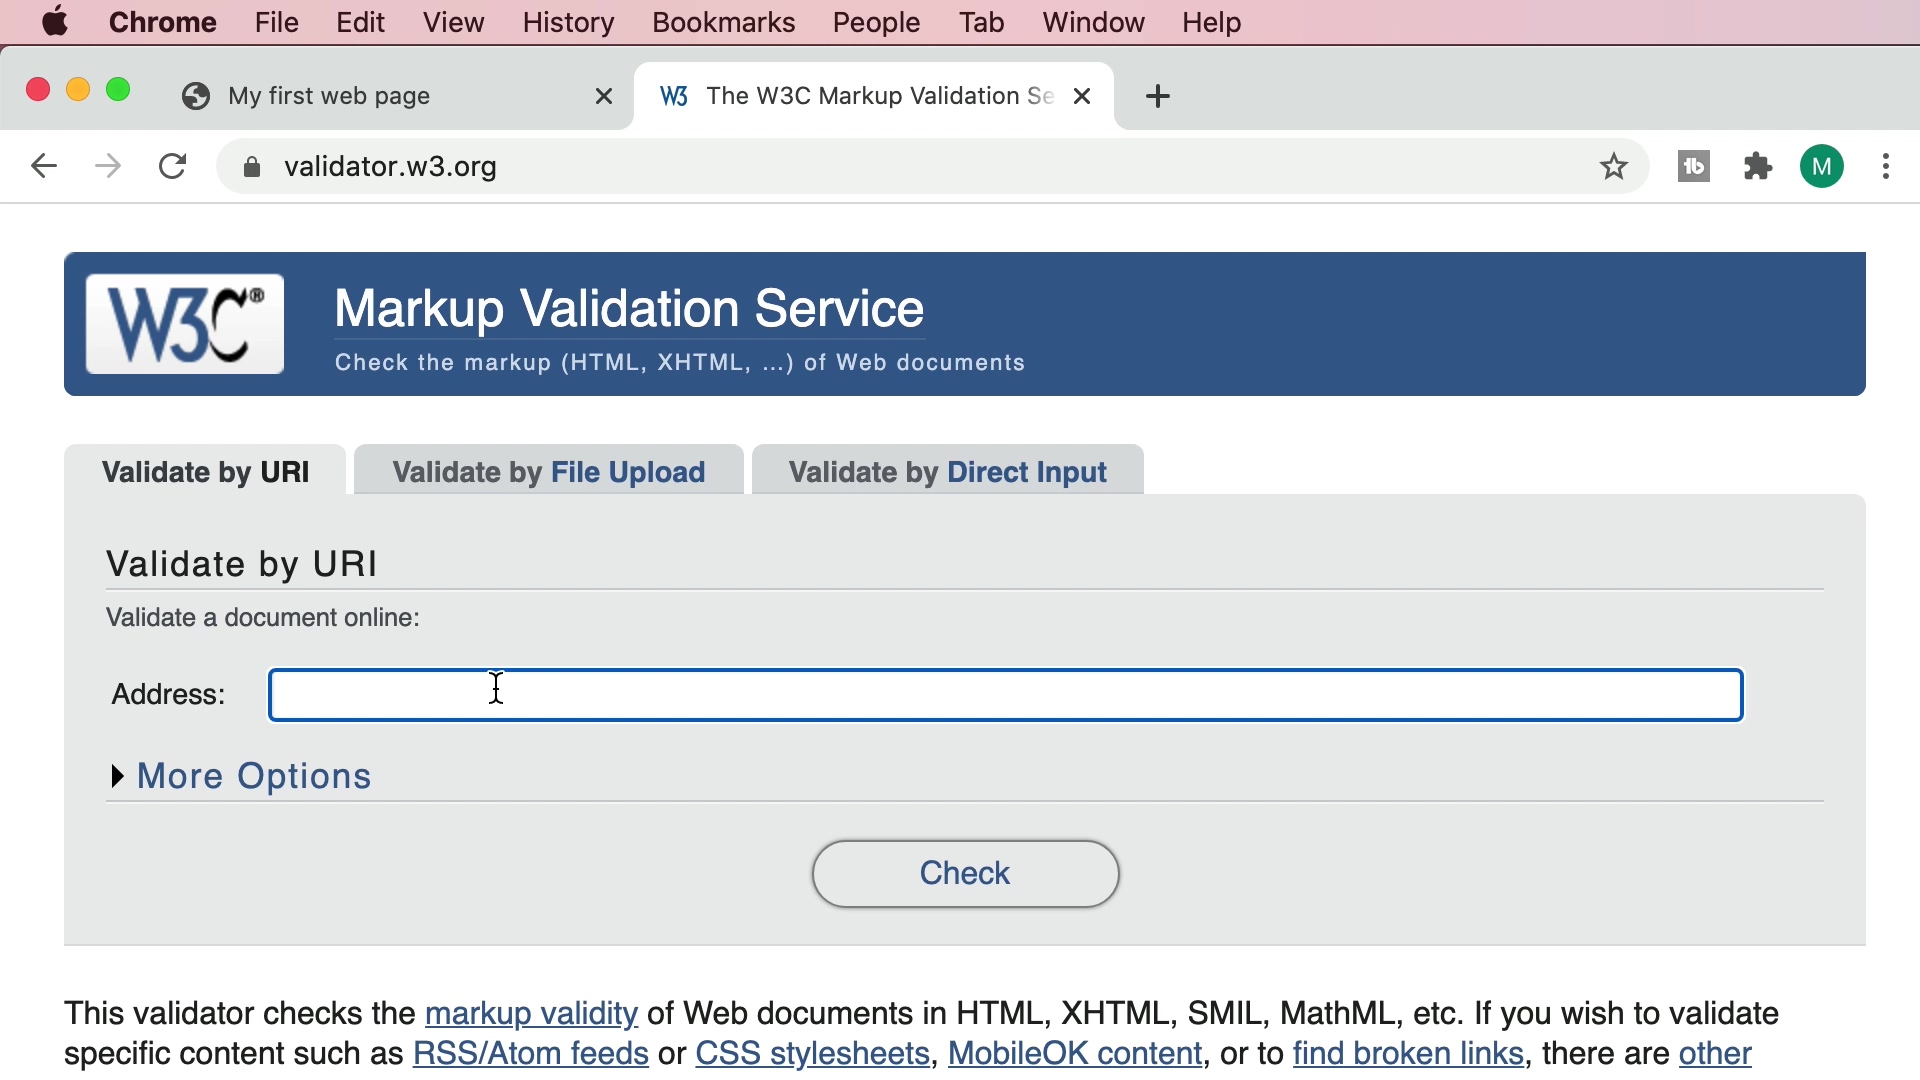 Chrome File Edit View History Bookmarks People Tab Window Help
My first web page
W3 The W3C Markup Validation Se
validator.w3.org
M
W3C®
Markup Validation Service
Check the markup (HTML, XHTML, ...) of Web documents
Validate by URI Validate by File Upload Validate by Direct Input
Validate by URI
Validate a document online:
Address:
More Options
Check
This validator checks the markup validity of Web documents in HTML, XHTML, SMIL, MathML, etc. If you wish to validate
specific content such as RSS/Atom feeds or CSS stylesheets, MobileOK content, or to find broken links, there are other